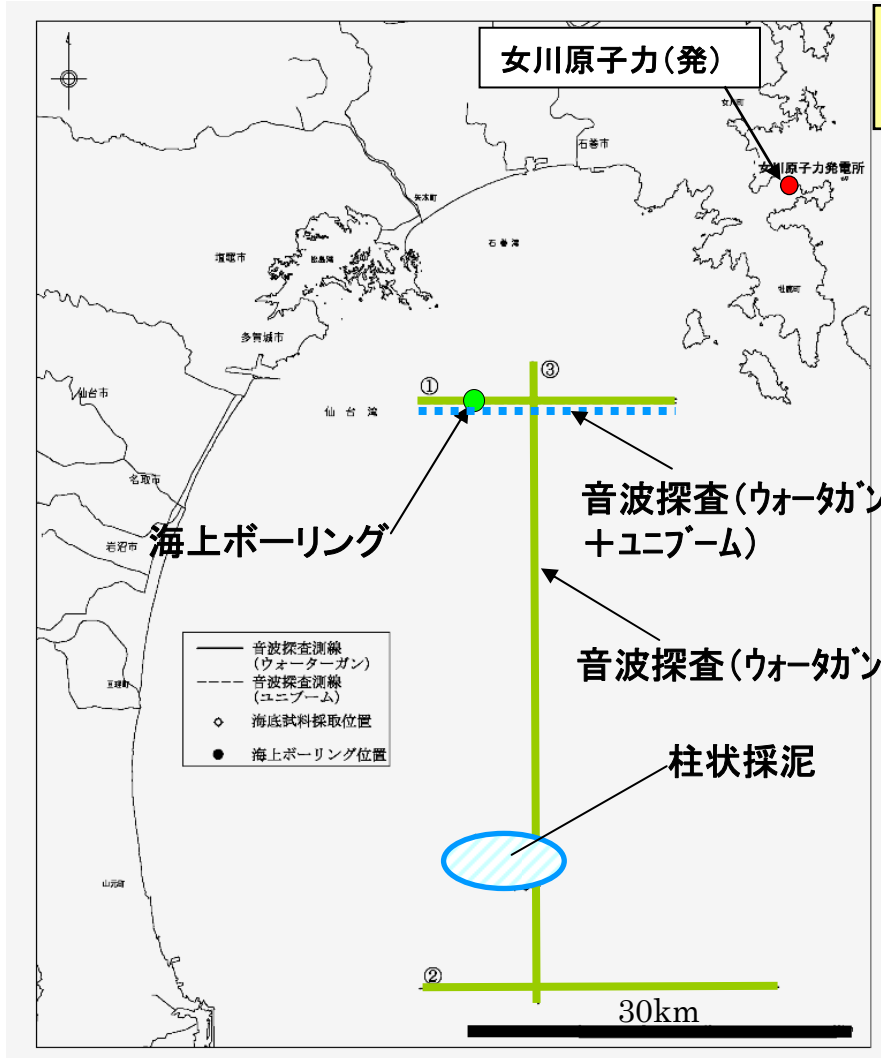 女川原子力（発）
女川町
石巻市
女川原子力発電所
矢本町
石巻湾
塩竈市
松島湾
牡鹿町
多賀城市
③
①
仙台市
仙台湾
音波探査（ウォータガン
＋ユニブーム）
名取市
海上ボーリング
岩沼市
音波探査測線
（ウォーターガン）
音波探査測線
（ユニブーム）
海底試料採取位置
海上ボーリング位置
音波探査（ウォータガン
亘理町
柱状採泥
山元町
②
30km